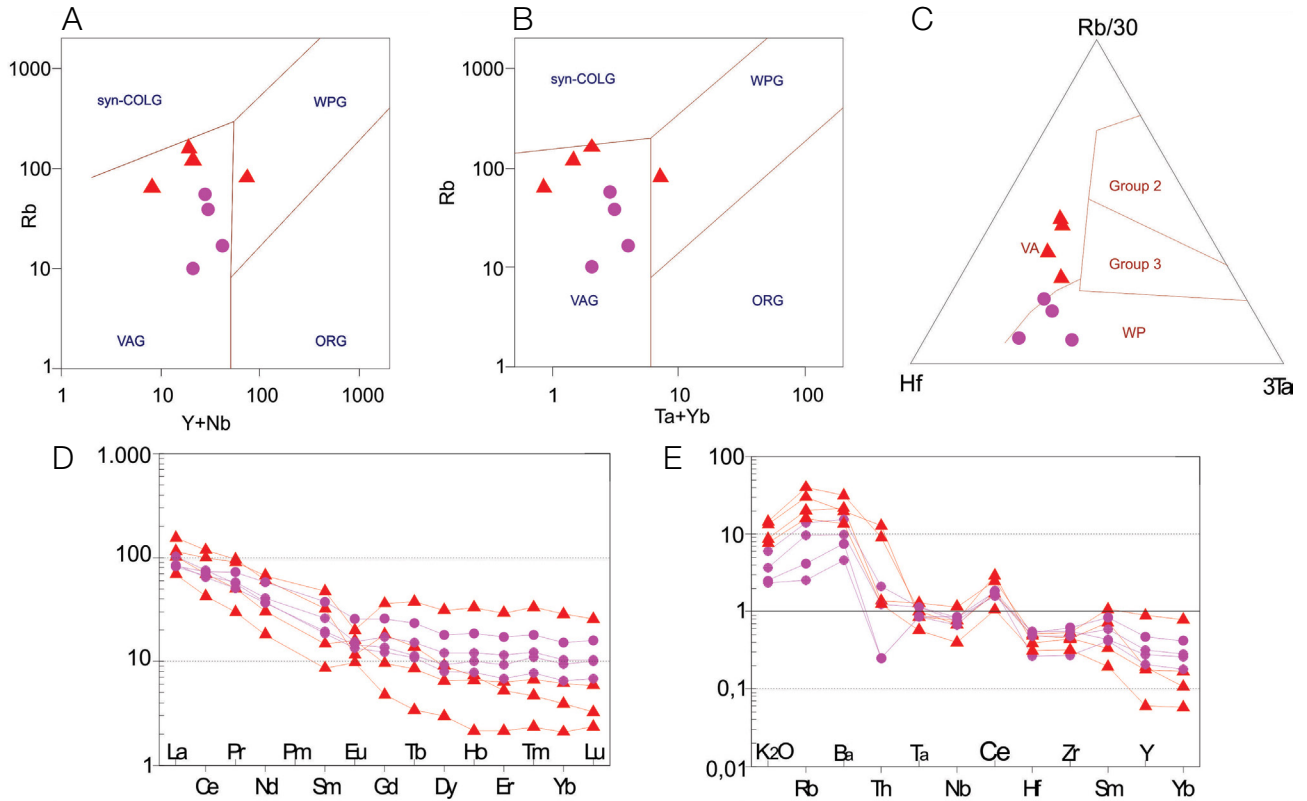 A
1000
100
10
1
Rb
syn-COLG
WPG
VAG
ORG
1
10
100
1000
Y+Nb
B
1000
100
10
1
Rb
syn-COLG
WPG
VAG
ORG
1
10
100
Ta+Yb
C
Rb/30
Group 2
VA
Group 3
WP
Hf
3Ta
D
1.000
100
10
1
La
Pr
Pm
Eu
Tb
Hb
Tm
Lu
Ce
Nd
Sm
Gd
Dy
Er
Yb
E
100
10
1
0,1
0,01
K2O
Ba
Ta
Ce
Zr
Y
Rb
Th
Nb
Hf
Sm
Yb